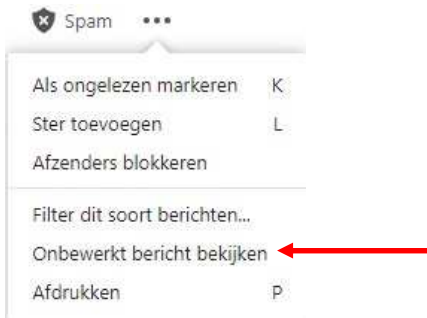 Spam •••
Als ongelezen markeren K
Ster toevoegen L
Afzenders blokkeren
Filter dit soort berichten...
Onbewerkt bericht bekijken
Afdrukken P